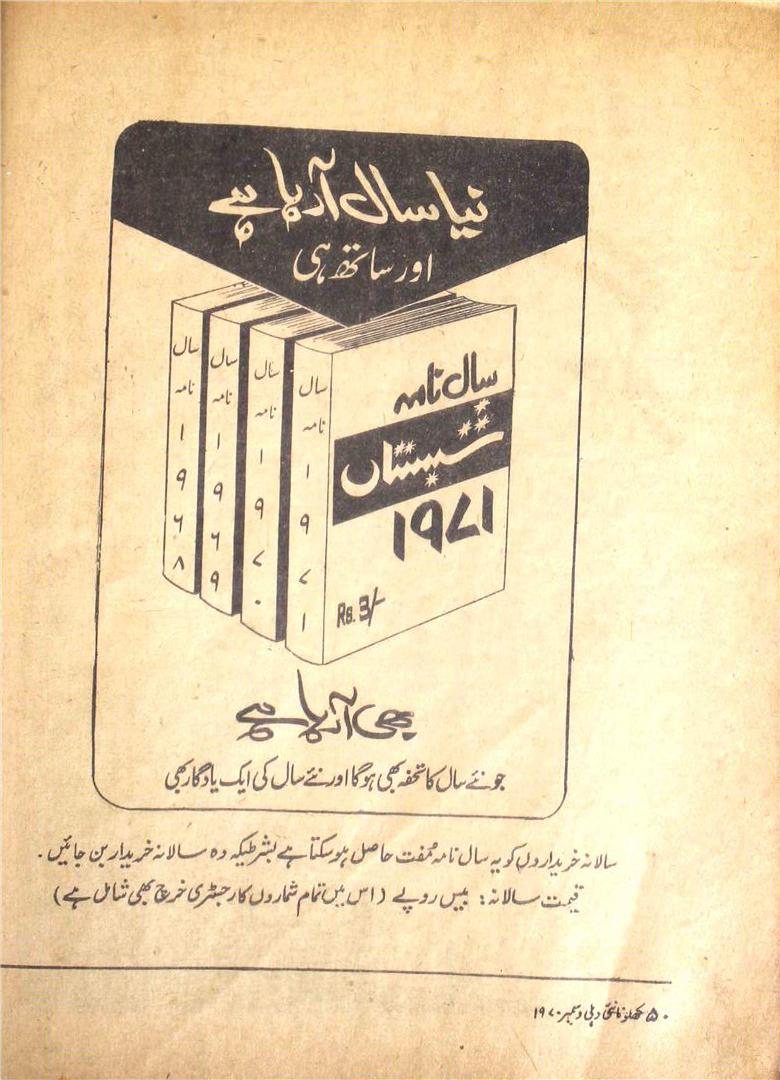 نیا سال آرہا ہے
اور ساتھ ہی
سال نامہ ۱۹۶۸
سال نامہ ۱۹۶۹
سال نامہ ۱۹۷۰
سال نامہ ۱۹۷۱
سال نامہ
شبستاں
۱۹۷۱
Rs. 3/-
بھی آرہا ہے
جو نئے سال کا تحفہ بھی ہوگا اور نئے سال کی ایک یادگار بھی
سالانہ خریداروں کو یہ سال نامہ مُفت حاصل ہوسکتا ہے بشرطیکہ وہ سالانہ خریدار بن جائیں۔
قیمت سالانہ: بیس روپے (اس میں تمام شماروں کا رجسٹری خرچ بھی شامل ہے)
۵۰ کھلونا نئی دہلی دسمبر ۱۹۷۰